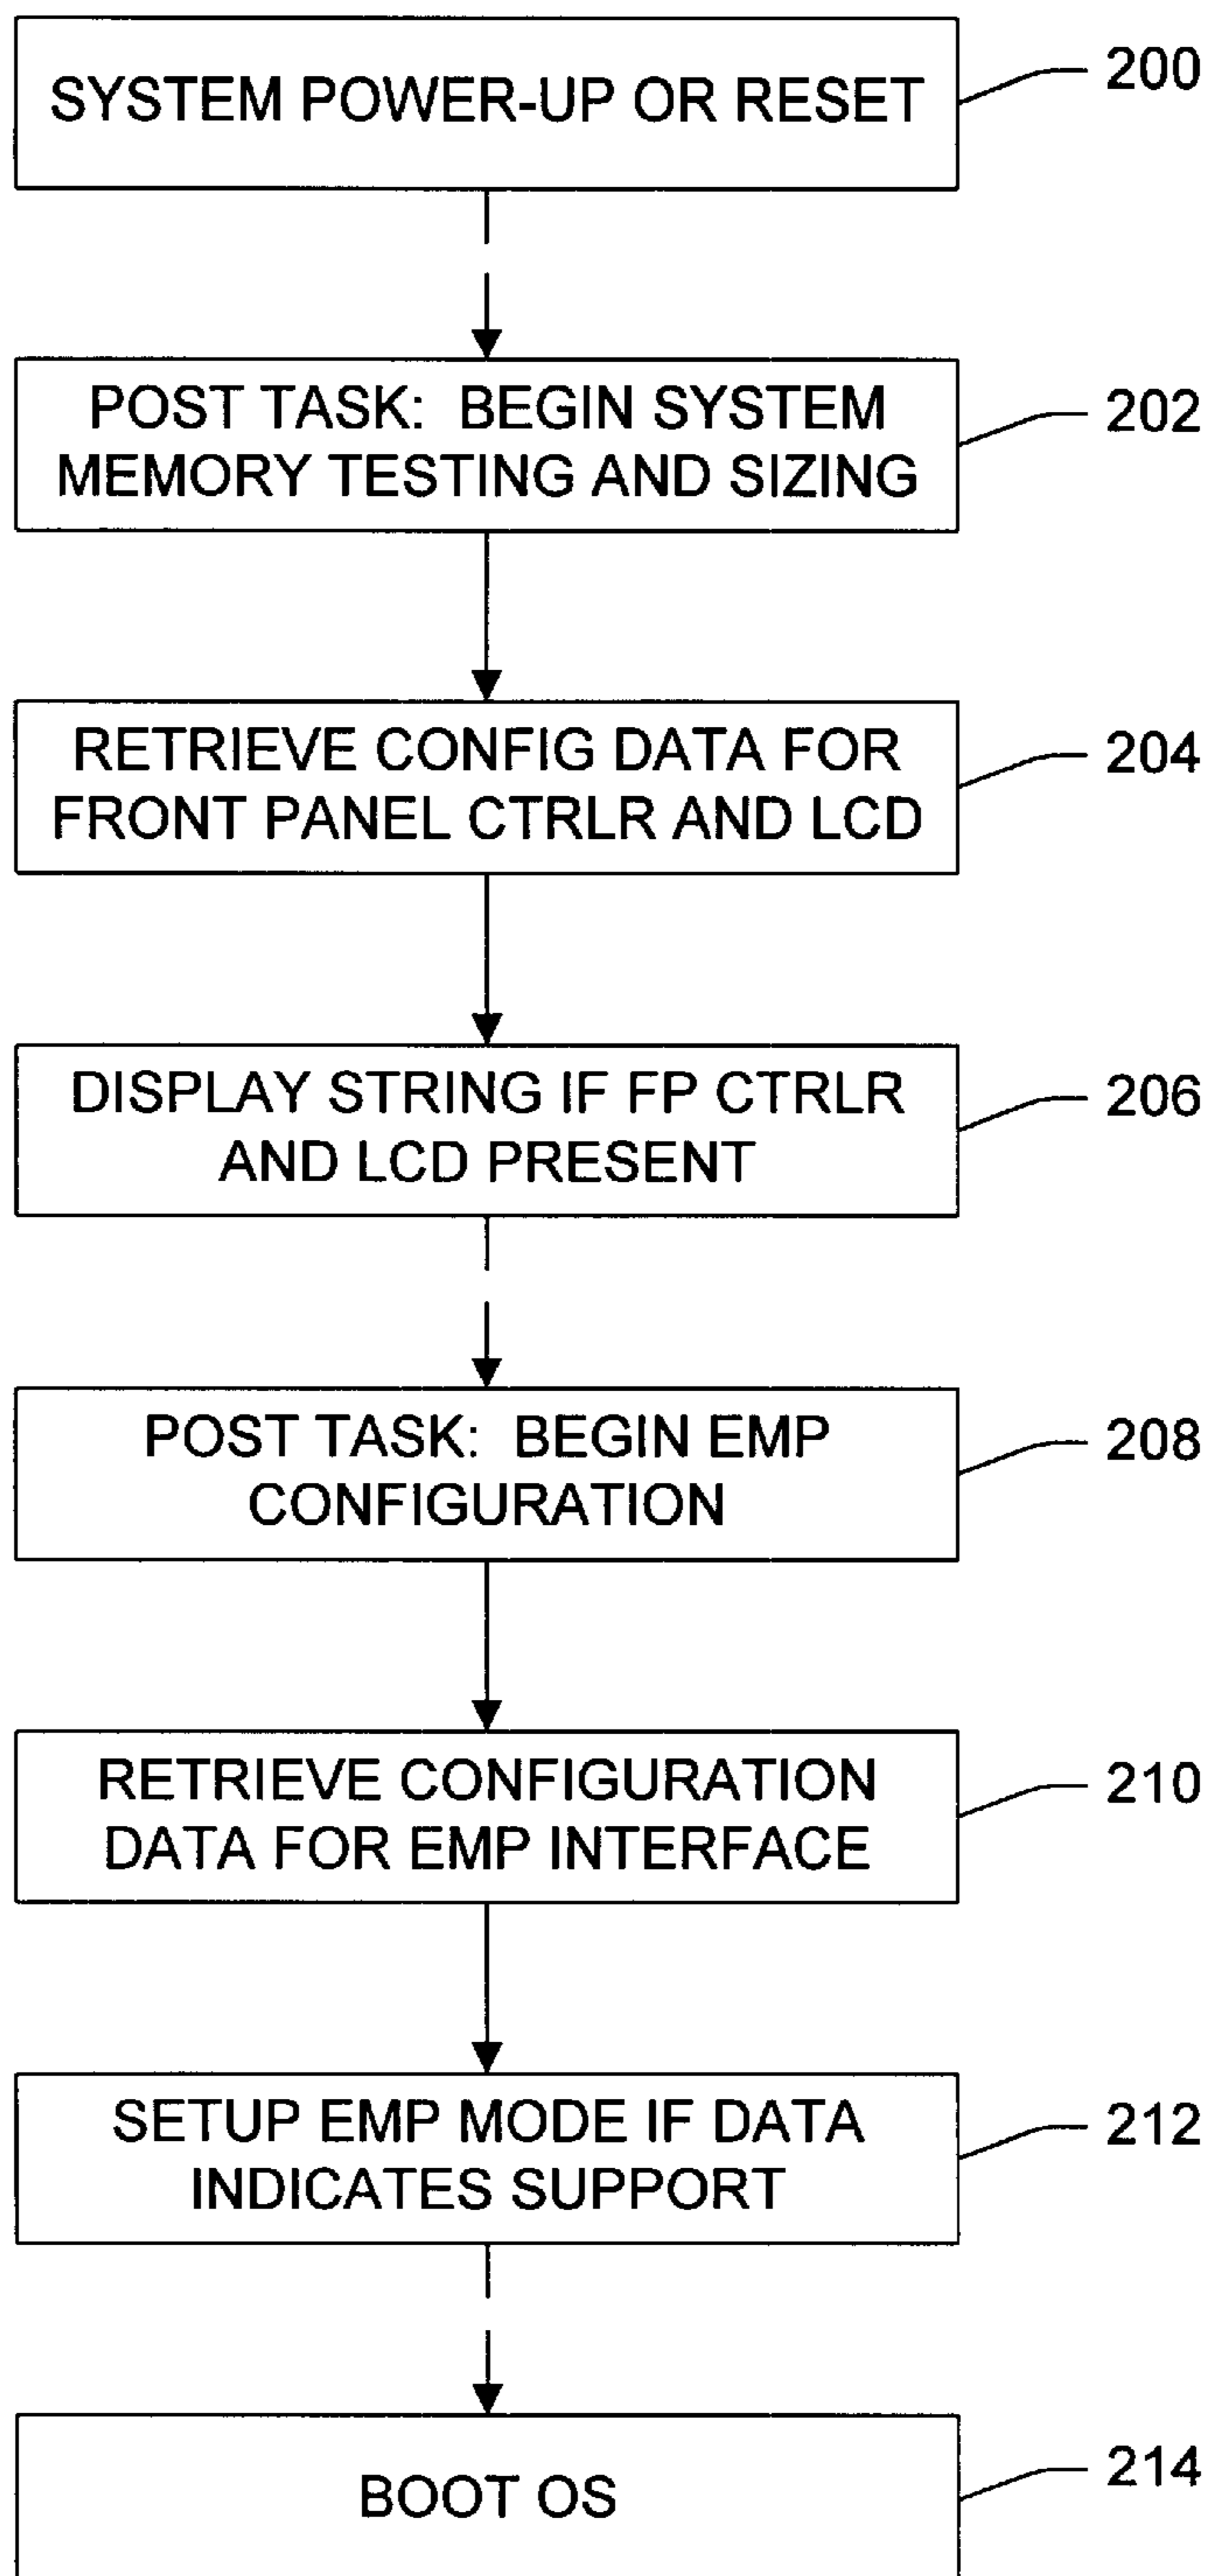 SYSTEM POWER-UP OR RESET
200
POST TASK: BEGIN SYSTEM
MEMORY TESTING AND SIZING
202
RETRIEVE CONFIG DATA FOR
FRONT PANEL CTRLR AND LCD
204
DISPLAY STRING IF FP CTRLR
AND LCD PRESENT
206
POST TASK: BEGIN EMP
CONFIGURATION
208
RETRIEVE CONFIGURATION
DATA FOR EMP INTERFACE
210
SETUP EMP MODE IF DATA
INDICATES SUPPORT
212
BOOT OS
214